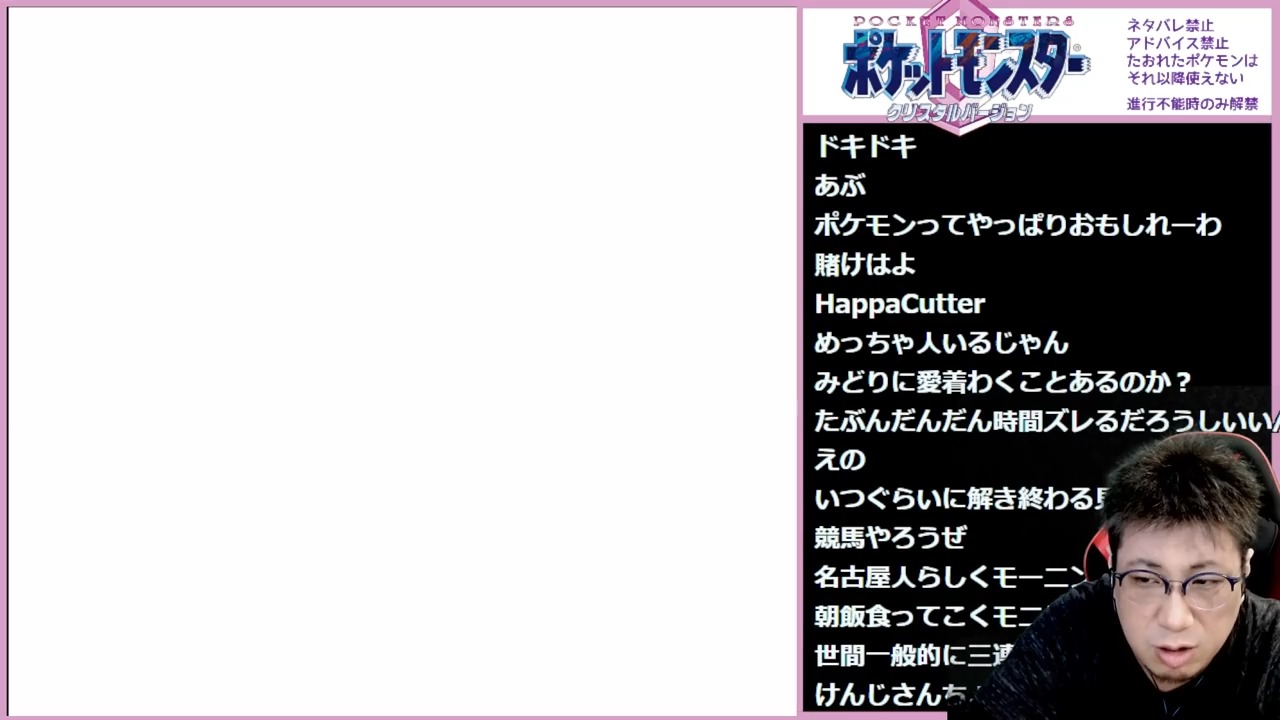 POCKET MONSTERS
ポケットモンスター
クリスタルバージョン
ネタバレ禁止
アドバイス禁止
たおれたポケモンは
それ以降使えない
進行不能時のみ解禁
ドキドキ
あぶ
ポケモンってやっぱりおもしれーわ
賭けはよ
HappaCutter
めっちゃ人いるじゃん
みどりに愛着わくことあるのか？
たぶんだんだん時間ズレるだろうしいい
えの
いつぐらいに解き終わる
競馬やろうぜ
名古屋人らしくモーニン
朝飯食ってこくモニ
世間一般的に三連
けんじさんち